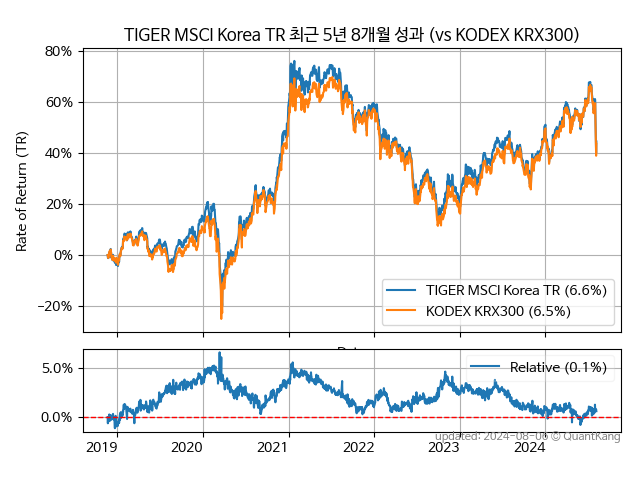 TIGER MSCI Korea TR 최근 5년 8개월 성과 (vs KODEX KRX300)
Rate of Return (TR)
80%
60%
40%
20%
0%
−20%
TIGER MSCI Korea TR (6.6%)
KODEX KRX300 (6.5%)
5.0%
0.0%
Relative (0.1%)
2019 2020 2021 2022 2023 2024
updated: 2024-08-06 © QuantKang